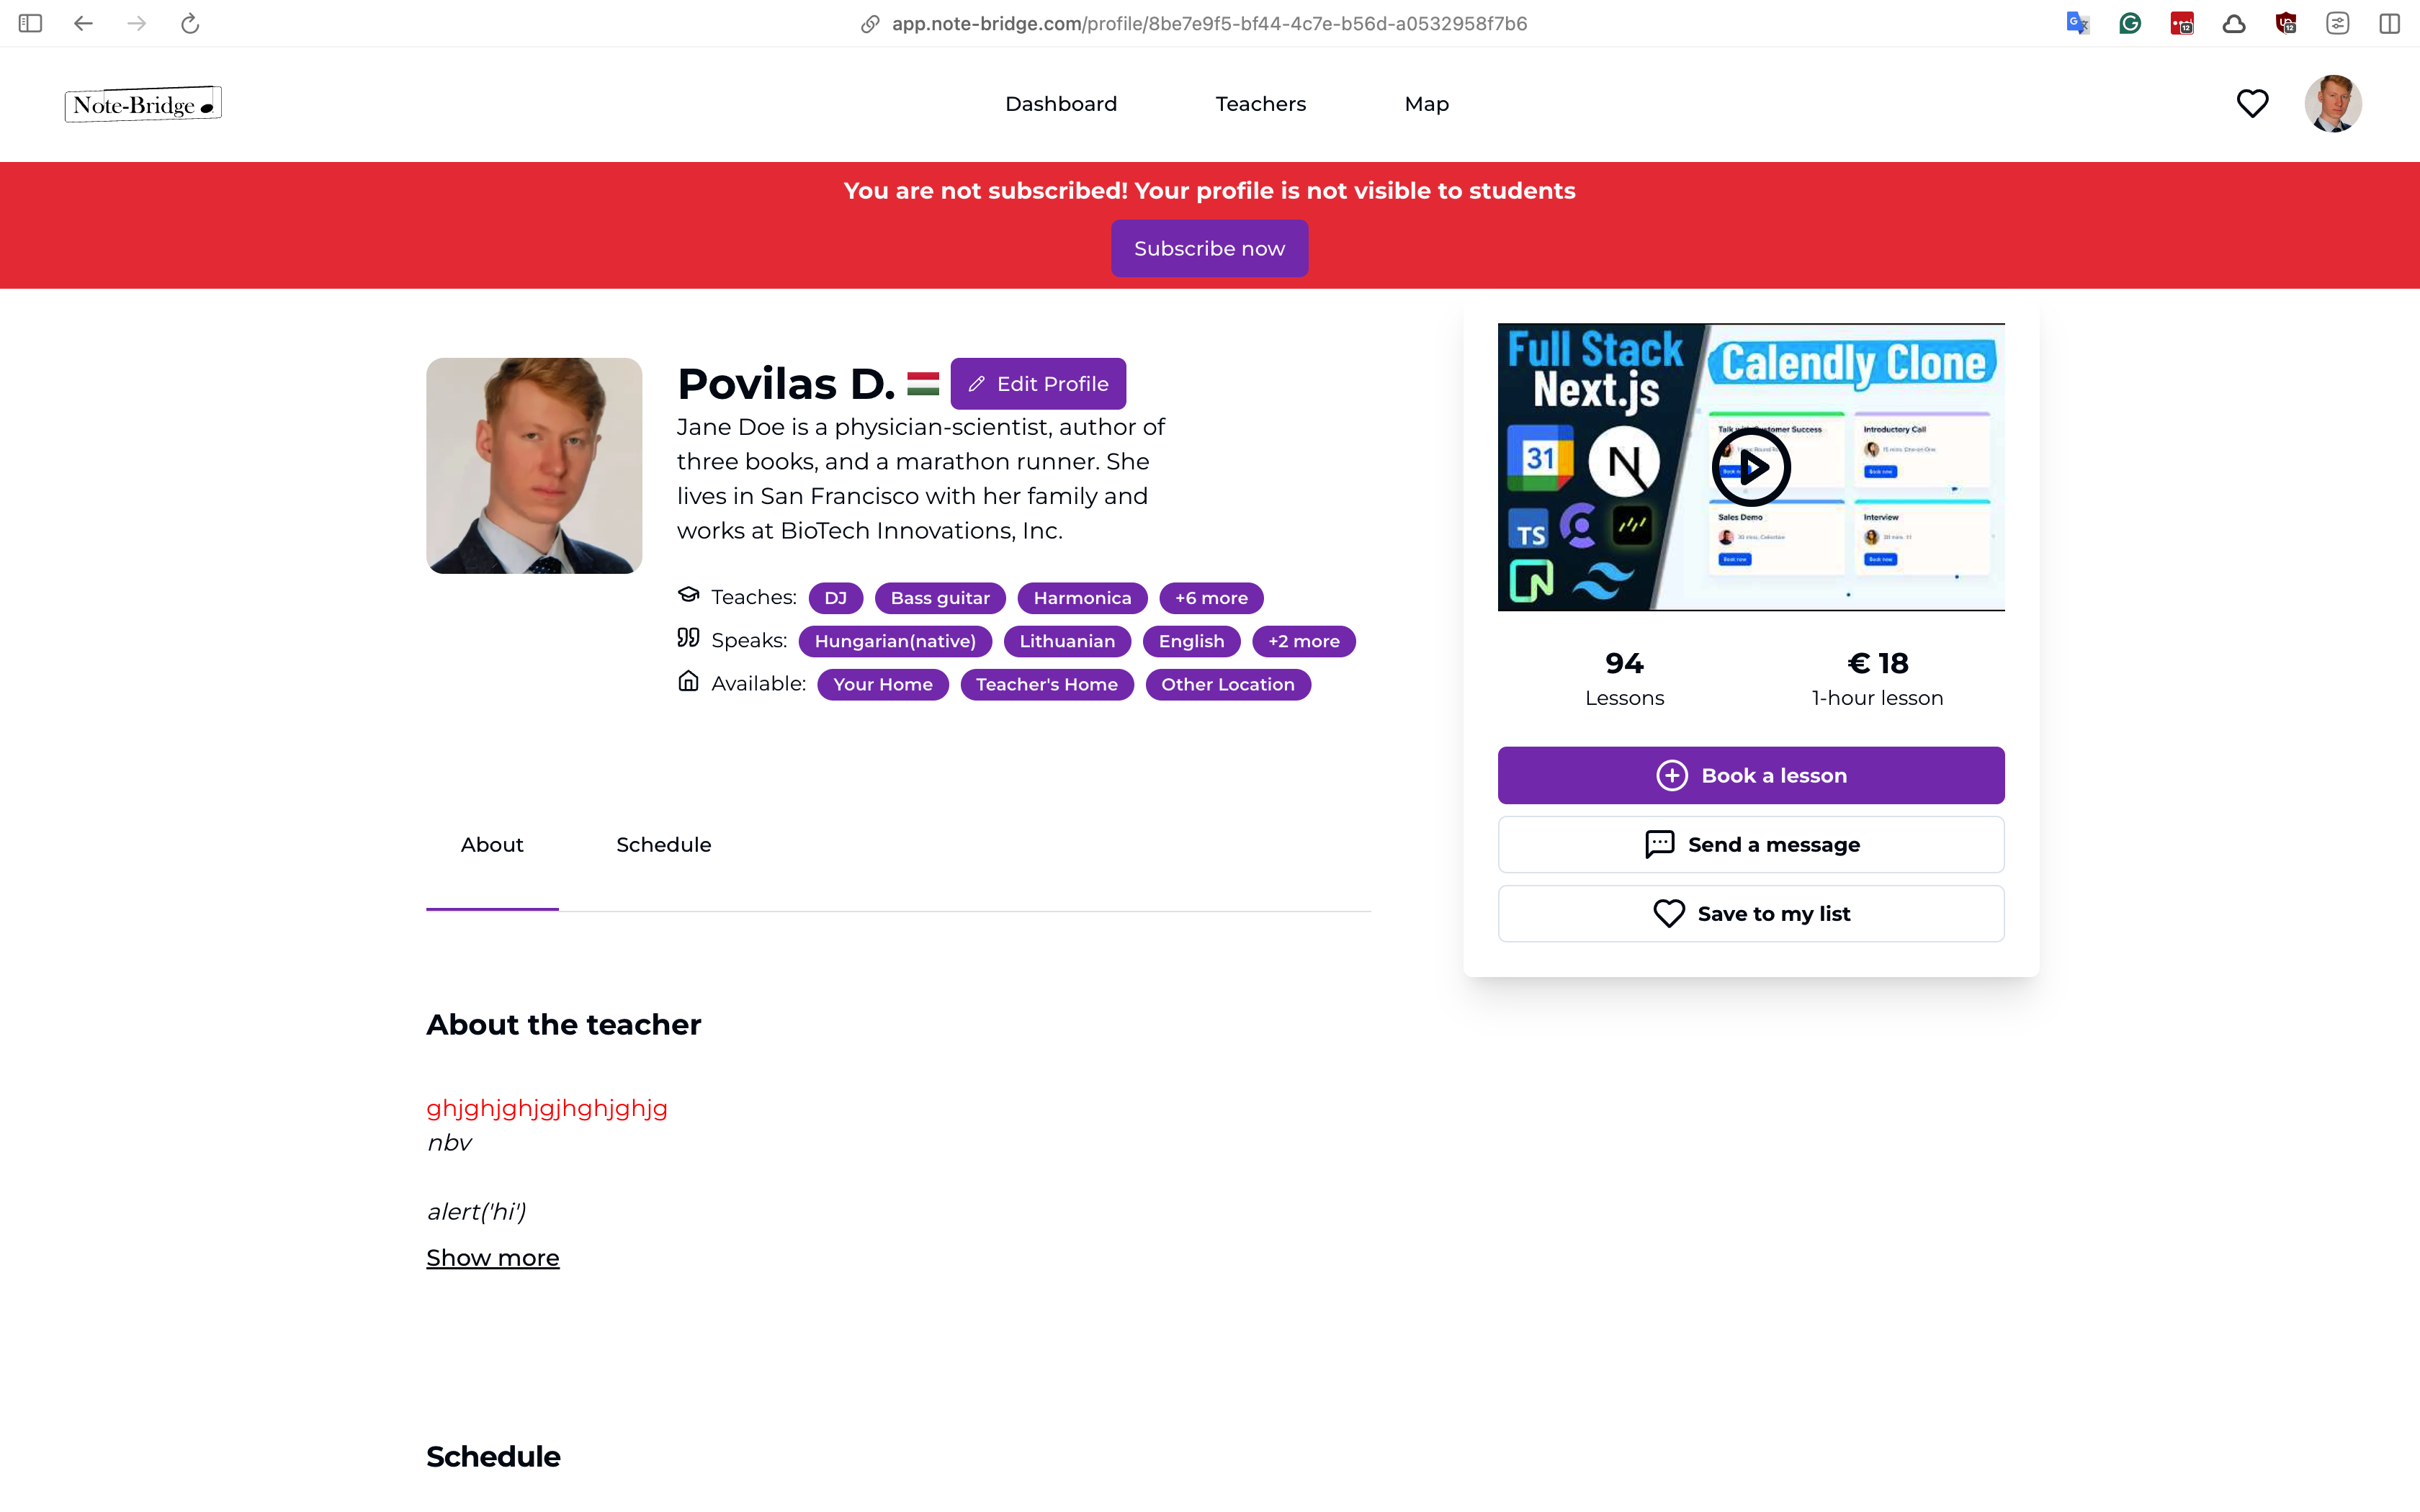 app.note-bridge.com/profile/8be7e9f5-bf44-4c7e-b56d-a0532958f7b6
Note-Bridge
Dashboard
Teachers
Map
You are not subscribed! Your profile is not visible to students
Subscribe now
Povilas D.
Edit Profile
Jane Doe is a physician-scientist, author of
three books, and a marathon runner. She
lives in San Francisco with her family and
works at BioTech Innovations, Inc.
Teaches: DJ Bass guitar Harmonica +6 more
Speaks: Hungarian(native) Lithuanian English +2 more
Available: Your Home Teacher's Home Other Location
Full Stack
Next.js
Calendly Clone
31
N
TS
Introductory Call
Book now
Sales Demo
Interview
Book now
Book now
94
Lessons
€ 18
1-hour lesson
Book a lesson
Send a message
Save to my list
About
Schedule
About the teacher
ghjghjghjgjhghjghjg
nbv
alert('hi')
Show more
Schedule